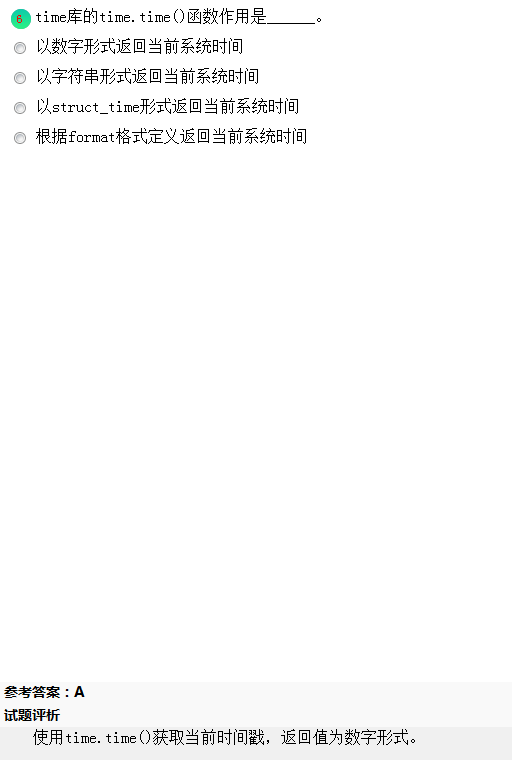 6 time库的time.time()函数作用是______。
以数字形式返回当前系统时间
以字符串形式返回当前系统时间
以struct_time形式返回当前系统时间
根据format格式定义返回当前系统时间
参考答案：A
试题评析
使用time.time()获取当前时间戳，返回值为数字形式。